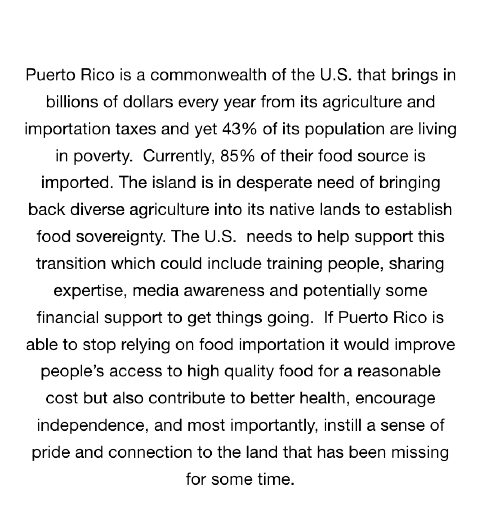 Puerto Rico is a commonwealth of the U.S. that brings in
billions of dollars every year from its agriculture and
importation taxes and yet 43% of its population are living
in poverty.  Currently, 85% of their food source is
imported. The island is in desperate need of bringing
back diverse agriculture into its native lands to establish
food sovereignty. The U.S.  needs to help support this
transition which could include training people, sharing
expertise, media awareness and potentially some
financial support to get things going.  If Puerto Rico is
able to stop relying on food importation it would improve
people’s access to high quality food for a reasonable
cost but also contribute to better health, encourage
independence, and most importantly, instill a sense of
pride and connection to the land that has been missing
for some time.